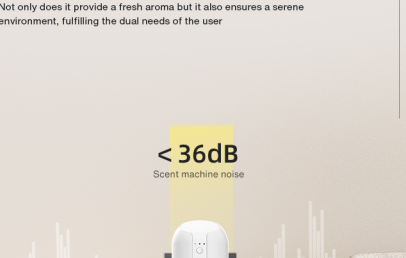 Not only does it provide a fresh aroma but it also ensures a serene
environment, fulfilling the dual needs of the user
< 36dB
Scent machine noise